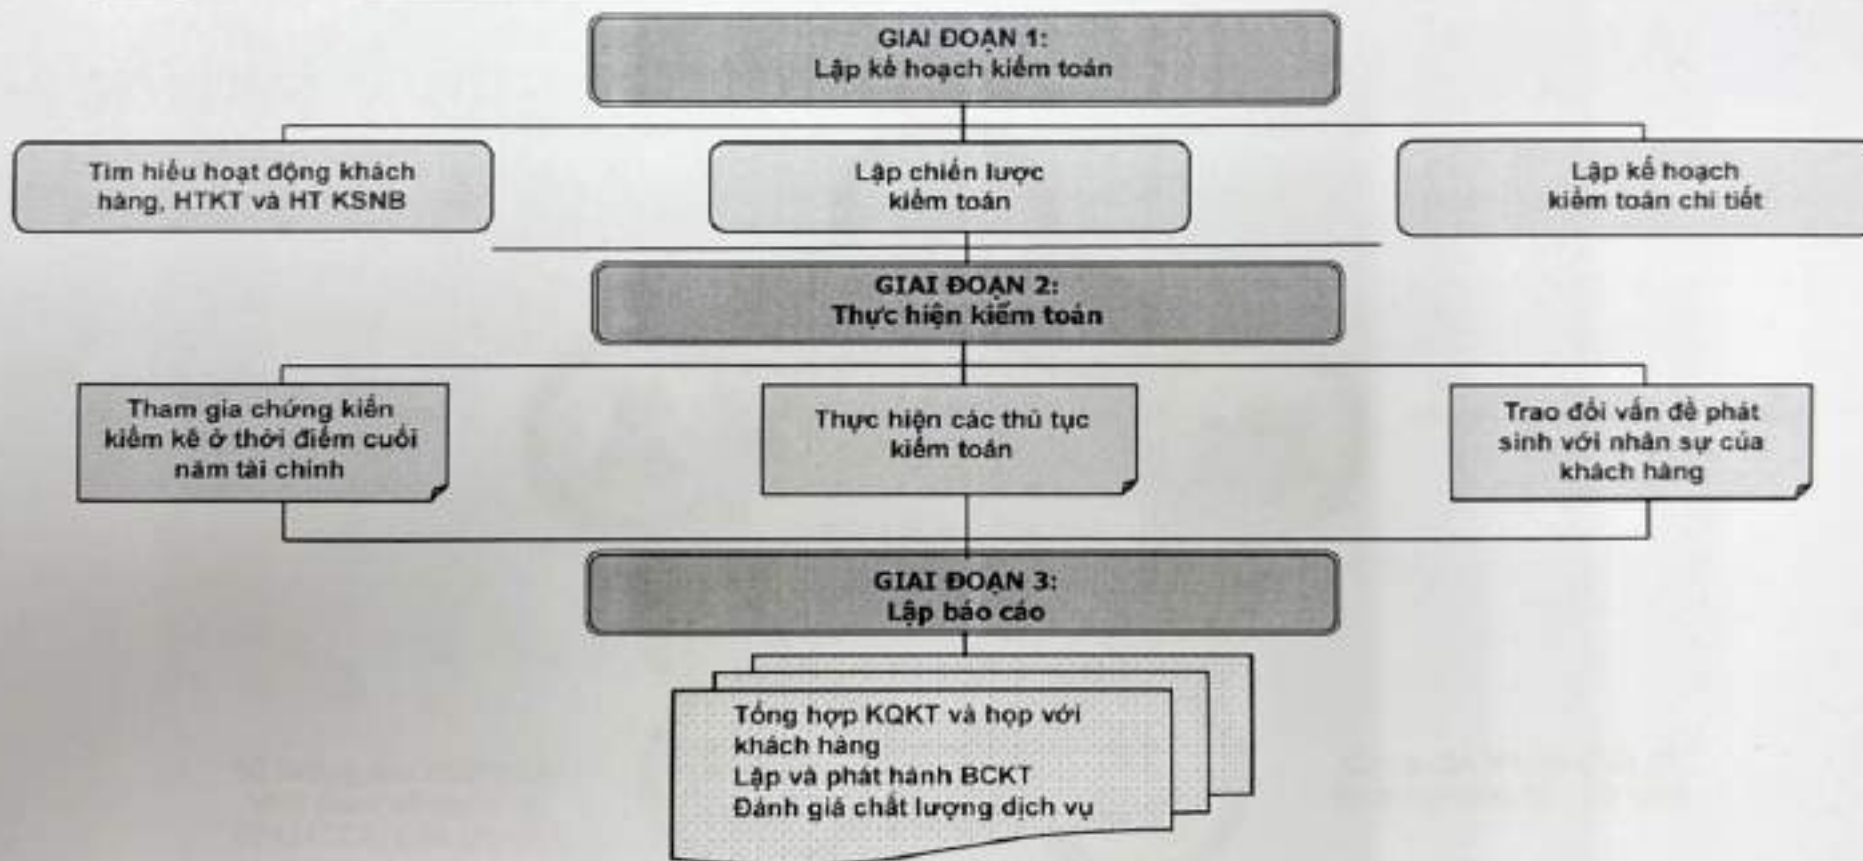 GIAI ĐOẠN 1:
Lập kế hoạch kiểm toán
Tìm hiểu hoạt động khách
hàng, HTKT và HT KSNB
Lập chiến lược
kiểm toán
Lập kế hoạch
kiểm toán chi tiết
GIAI ĐOẠN 2:
Thực hiện kiểm toán
Tham gia chứng kiến
kiểm kê ở thời điểm cuối
năm tài chính
Thực hiện các thủ tục
kiểm toán
Trao đổi vấn đề phát
sinh với nhân sự của
khách hàng
GIAI ĐOẠN 3:
Lập báo cáo
Tổng hợp KQKT và họp với
khách hàng
Lập và phát hành BCKT
Đánh giá chất lượng dịch vụ